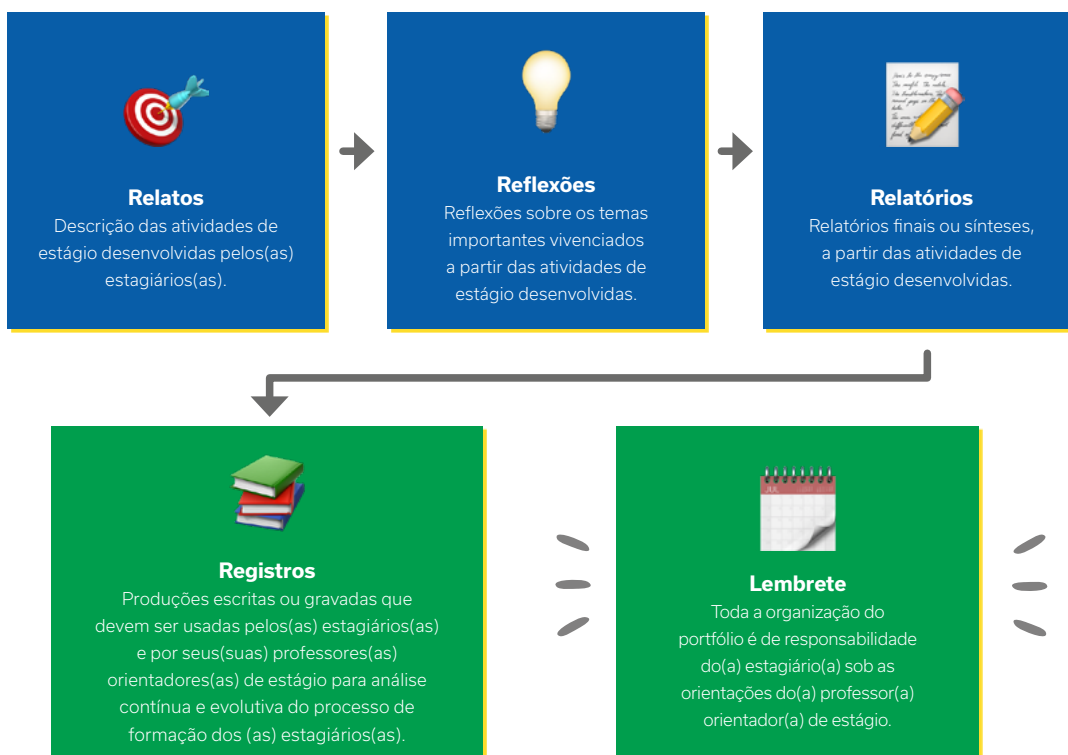 Relatos
Descrição das atividades de
estágio desenvolvidas pelos(as)
estagiários(as).
Reflexões
Reflexões sobre os temas
importantes vivenciados
a partir das atividades de
estágio desenvolvidas.
Relatórios
Relatórios finais ou sínteses,
a partir das atividades de
estágio desenvolvidas.
Registros
Produções escritas ou gravadas que
devem ser usadas pelos(as) estagiários(as)
e por seus(suas) professores(as)
orientadores(as) de estágio para análise
contínua e evolutiva do processo de
formação dos (as) estagiários(as).
JUL
Lembrete
Toda a organização do
portfólio é de responsabilidade
do(a) estagiário(a) sob as
orientações do(a) professor(a)
orientador(a) de estágio.